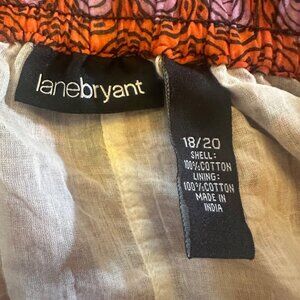 lanebryant
18/20
SHELL:
100%COTTON
LINING:
100%COTTON
MADE IN
INDIA